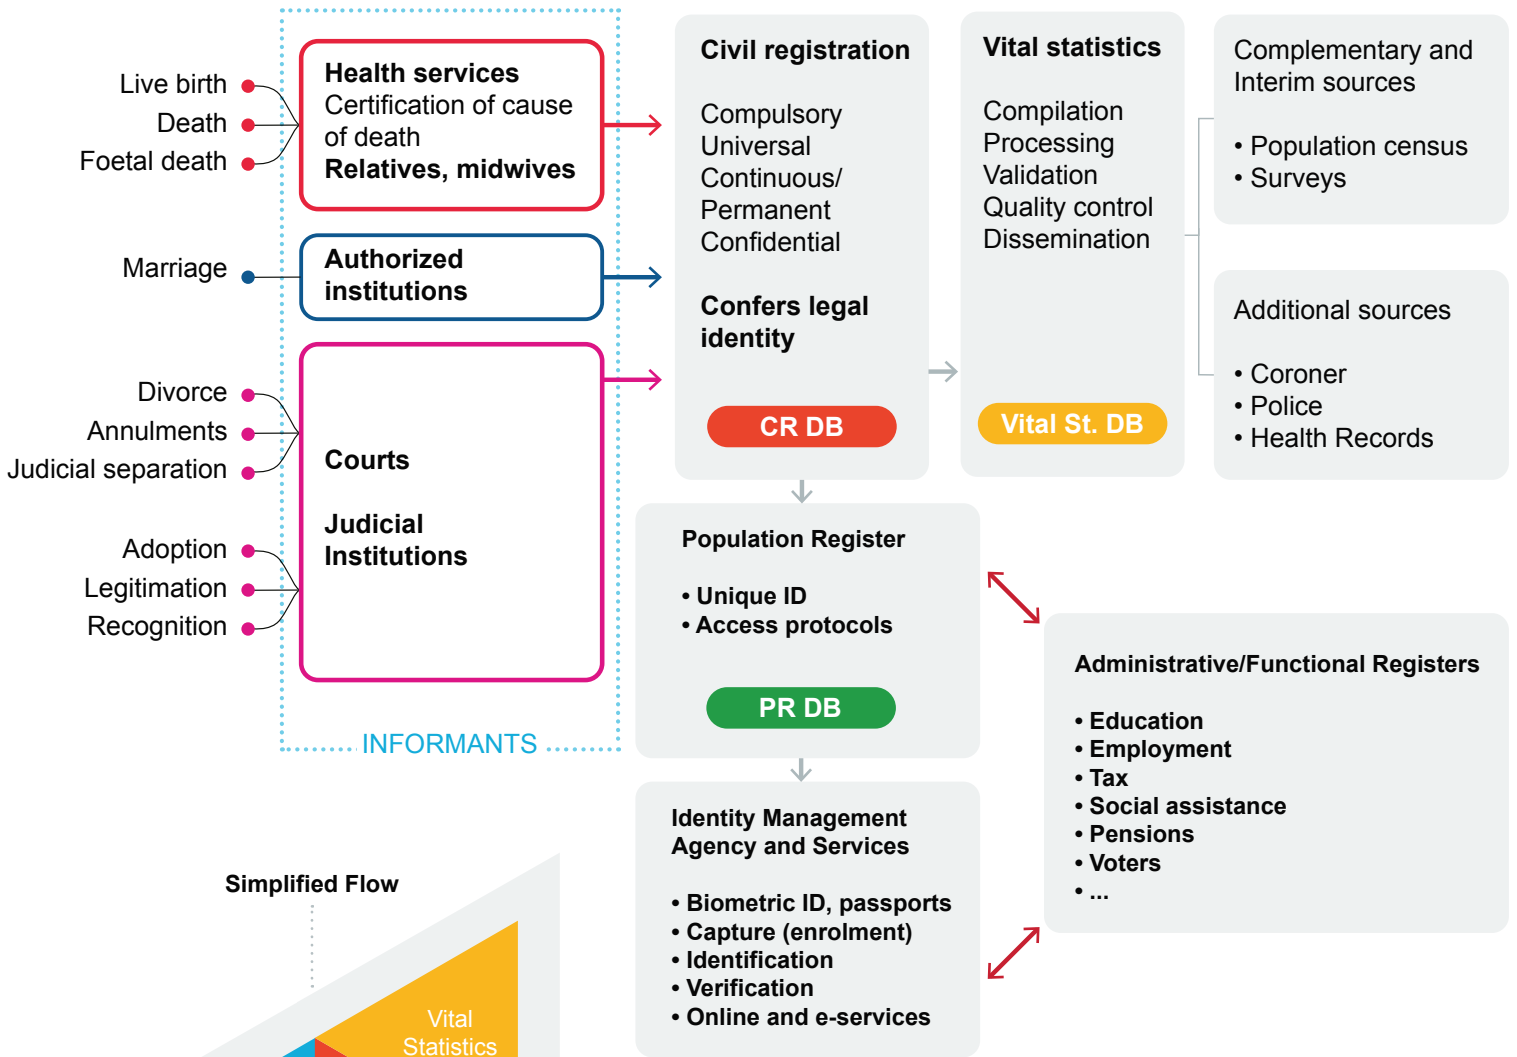 Live birth
Death
Foetal death
Health services
Certification of cause
of death
Relatives, midwives
Marriage
Authorized
institutions
Divorce
Annulments
Judicial separation
Adoption
Legitimation
Recognition
Courts
Judicial
Institutions
INFORMANTS
Civil registration
Compulsory
Universal
Continuous/
Permanent
Confidential
Confers legal
identity
CR DB
Vital statistics
Compilation
Processing
Validation
Quality control
Dissemination
Vital St. DB
Complementary and
Interim sources
• Population census
• Surveys
Additional sources
• Coroner
• Police
• Health Records
Population Register
• Unique ID
• Access protocols
PR DB
Administrative/Functional Registers
• Education
• Employment
• Tax
• Social assistance
• Pensions
• Voters
• ...
Identity Management
Agency and Services
• Biometric ID, passports
• Capture (enrolment)
• Identification
• Verification
• Online and e-services
Simplified Flow
Vital
Statistics